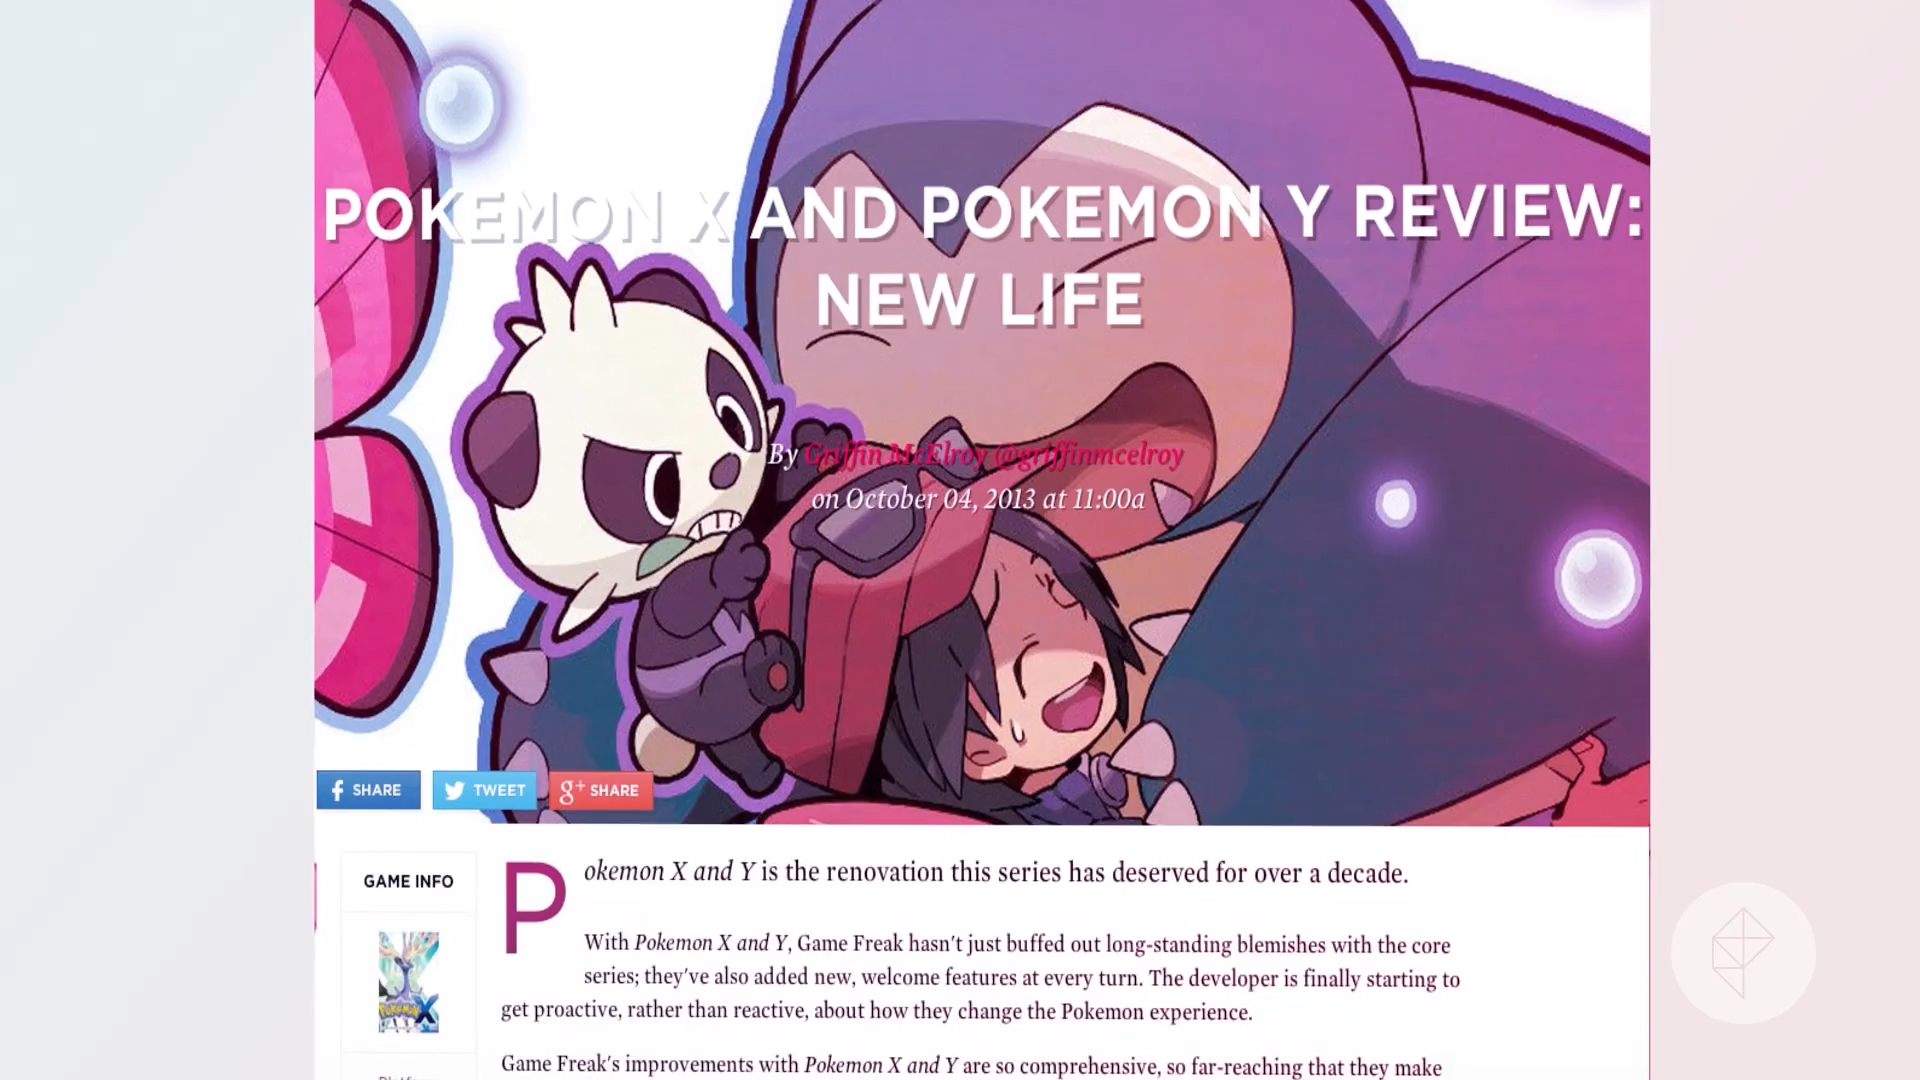 POKEMON X AND POKEMON Y REVIEW:
NEW LIFE
By Griffin McElroy @griffinmcelroy
on October 04, 2013 at 11:00a
f SHARE
TWEET
g+ SHARE
GAME INFO
Pokemon X and Y is the renovation this series has deserved for over a decade.
With Pokemon X and Y, Game Freak hasn't just buffed out long-standing blemishes with the core
series; they've also added new, welcome features at every turn. The developer is finally starting to
get proactive, rather than reactive, about how they change the Pokemon experience.
POKEMON X
Game Freak's improvements with Pokemon X and Y are so comprehensive, so far-reaching that they make